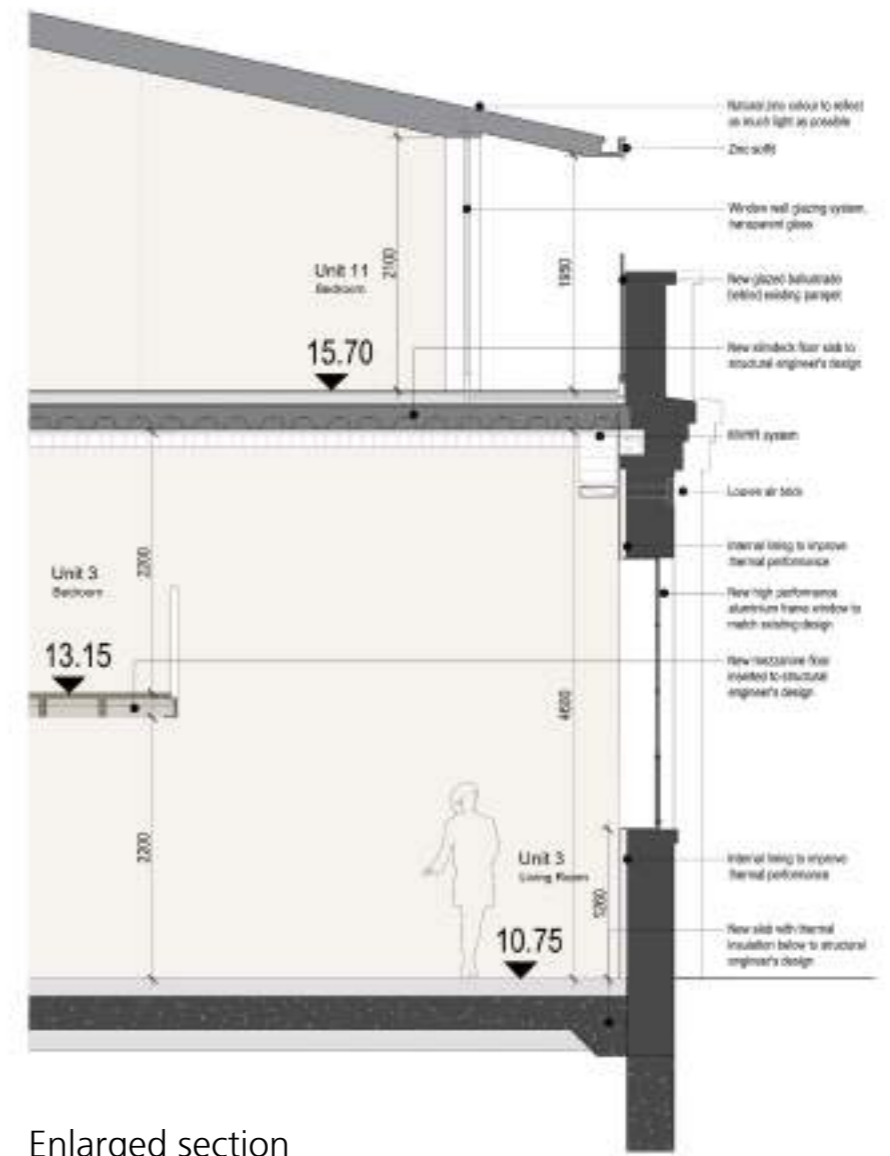 Natural zinc colour to reflect
as much light as possible
Zinc soffit
Window wall glazing system,
transparent glass
New glazed ballustrade
behind existing parapet
Unit 11
Bedroom
2100
1950
15.70
New slimdeck floor slab to
structural engineer's design
MVHR system
Louvre air brick
Internal lining to improve
thermal performance
Unit 3
Bedroom
2200
New high performance
aluminium frame window to
match existing design
13.15
New mezzanine floor
inserted to structural
engineer's design
4600
2200
Unit 3
Living Room
Internal lining to improve
thermal performance
10.75
New slab with thermal
insulation below to structural
engineer's design
Enlarged section